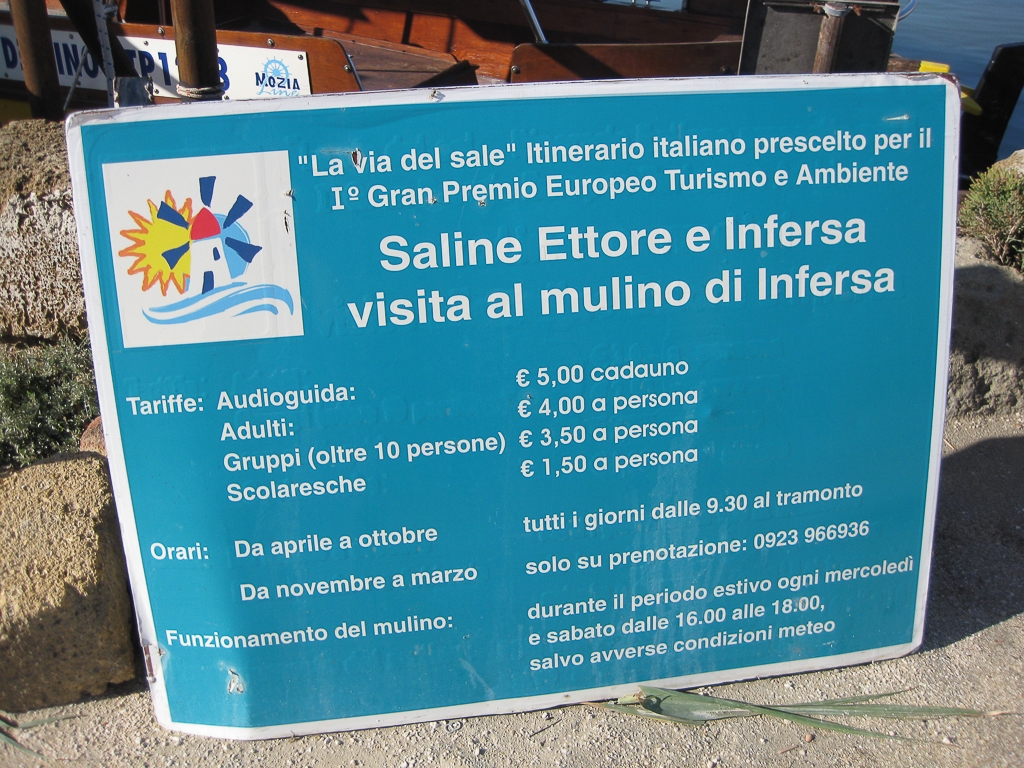 MOZIA
Line
"La via del sale" Itinerario italiano prescelto per il
Iº Gran Premio Europeo Turismo e Ambiente
Saline Ettore e Infersa
visita al mulino di Infersa
Tariffe: Audioguida: € 5,00 cadauno
Adulti: € 4,00 a persona
Gruppi (oltre 10 persone) € 3,50 a persona
Scolaresche € 1,50 a persona
Orari: Da aprile a ottobre tutti i giorni dalle 9.30 al tramonto
Da novembre a marzo solo su prenotazione: 0923 966936
Funzionamento del mulino: durante il periodo estivo ogni mercoledì
e sabato dalle 16.00 alle 18.00,
salvo avverse condizioni meteo